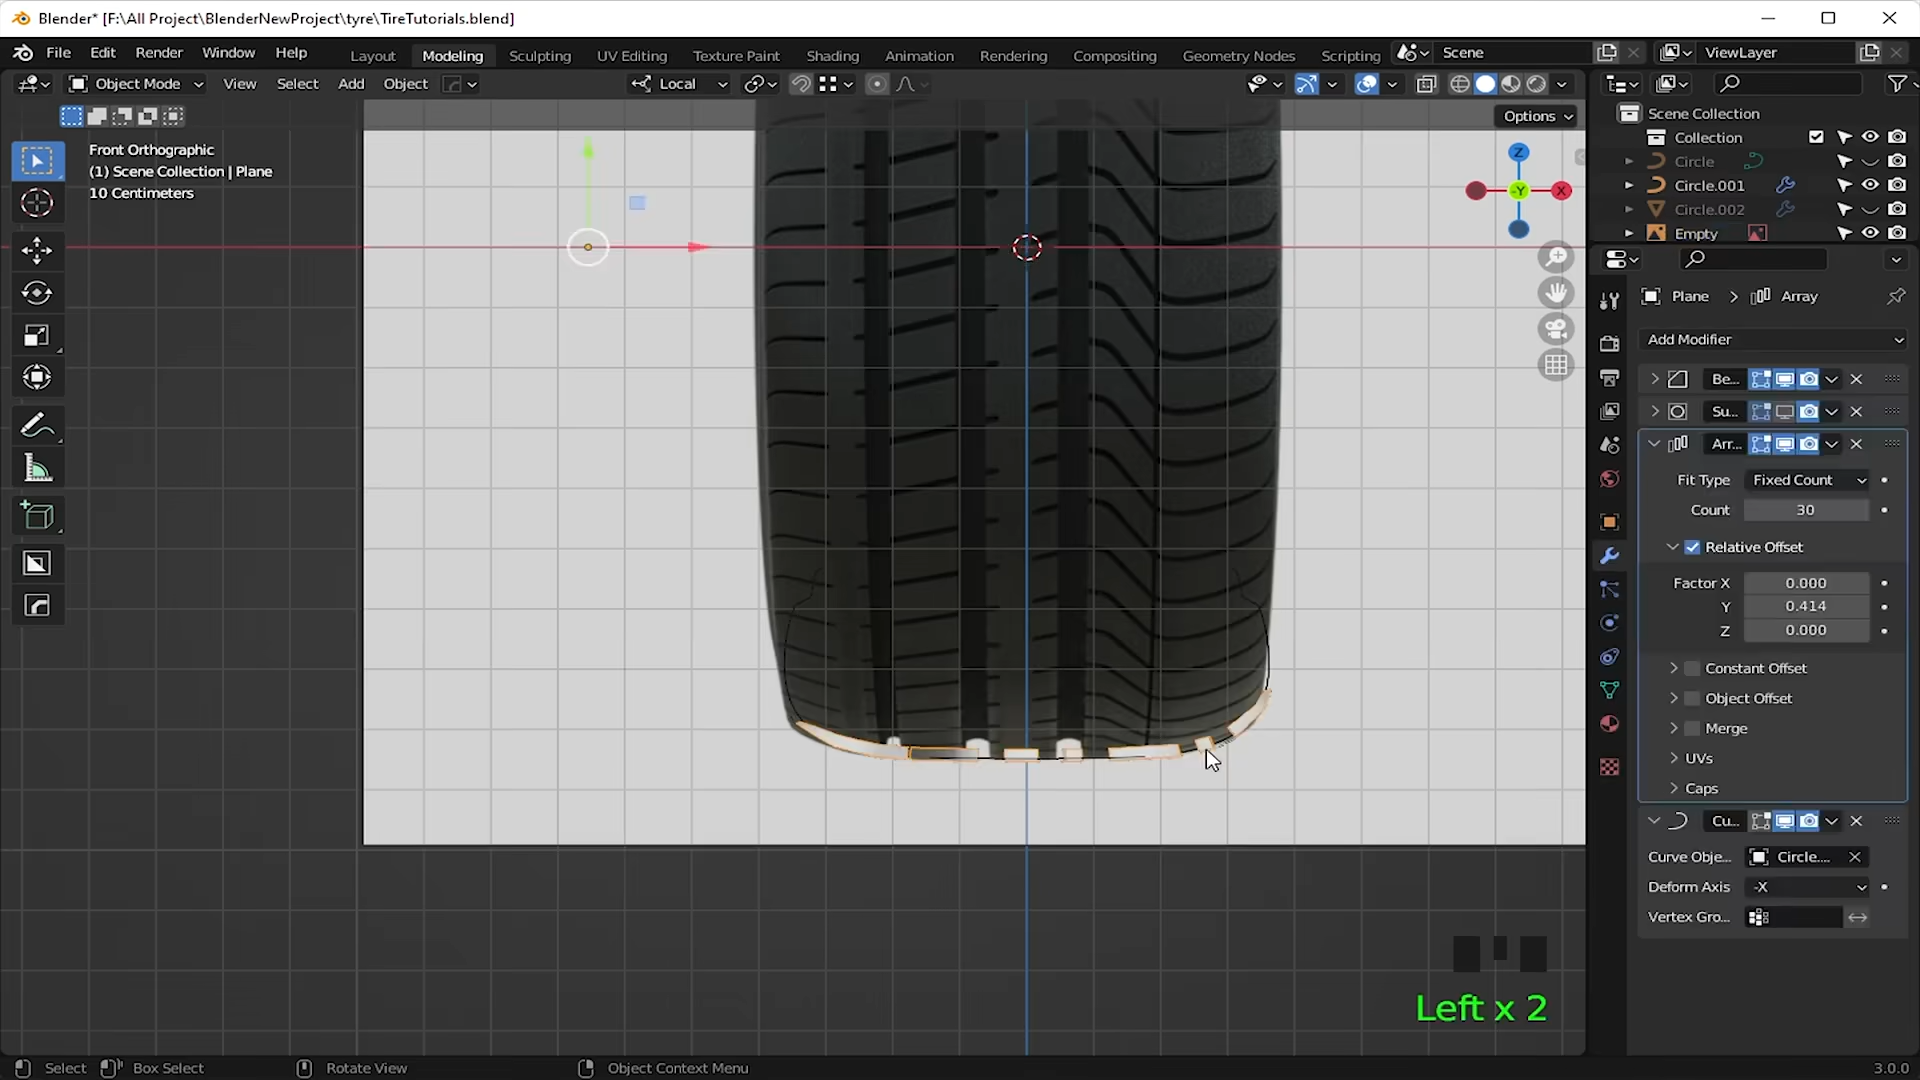 Blender* [F:\All Project\BlenderNewProject\tyre\TireTutorials.blend]
File Edit Render Window Help Layout Modeling Sculpting UV Editing Texture Paint Shading Animation Rendering Compositing Geometry Nodes Scripting Scene ViewLayer
Object Mode View Select Add Object Local
Options
Front Orthographic
(1) Scene Collection | Plane
10 Centimeters
Z
-Y
X
Scene Collection
Collection
Circle
Circle.001
Circle.002
Empty
Plane > Array
Add Modifier
Be...
Su...
Arr...
Fit Type Fixed Count
Count 30
Relative Offset
Factor X 0.000
Y 0.414
Z 0.000
Constant Offset
Object Offset
Merge
UVs
Caps
Cu...
Curve Obje... Circle....
Deform Axis -X
Vertex Gro...
Left x 2
Select Box Select Rotate View Object Context Menu 3.0.0